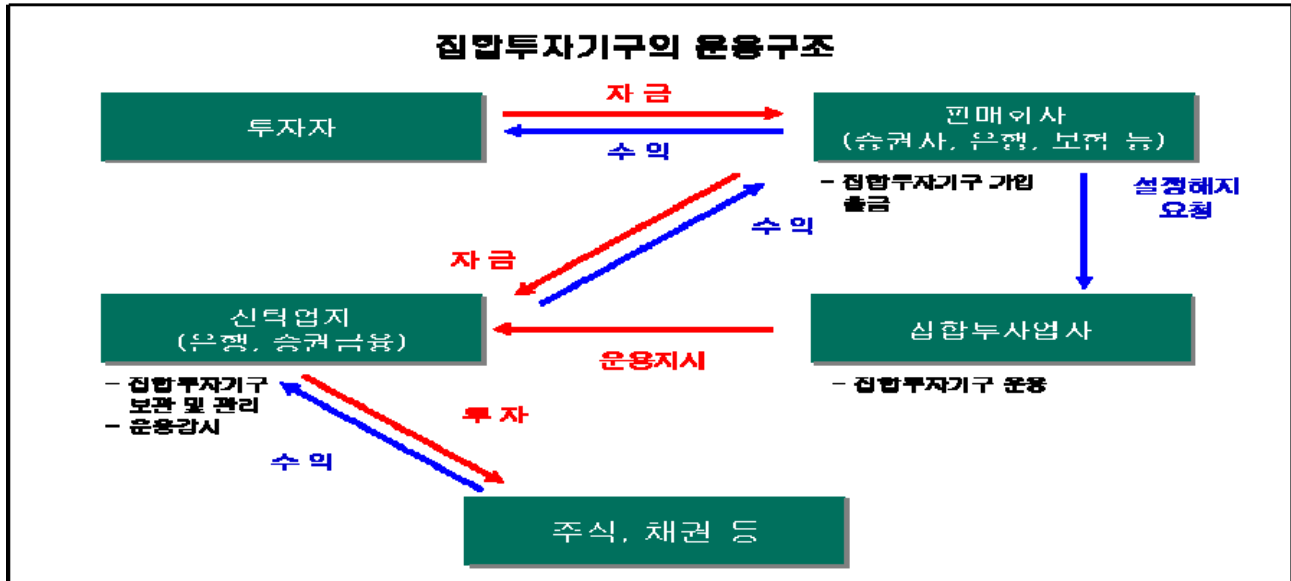 집합투자기구의 운용구조
투자자
자 금
수 익
판매회사
(증권사, 은행, 보험 등)
- 집합투자기구 가입
출금
설정해지
요청
수 익
자 금
신탁업자
(은행, 증권금융)
- 집합투자기구
보관 및 관리
- 운용감시
운용지시
집합투자업자
- 집합투자기구 운용
투 자
수 익
주식, 채권 등